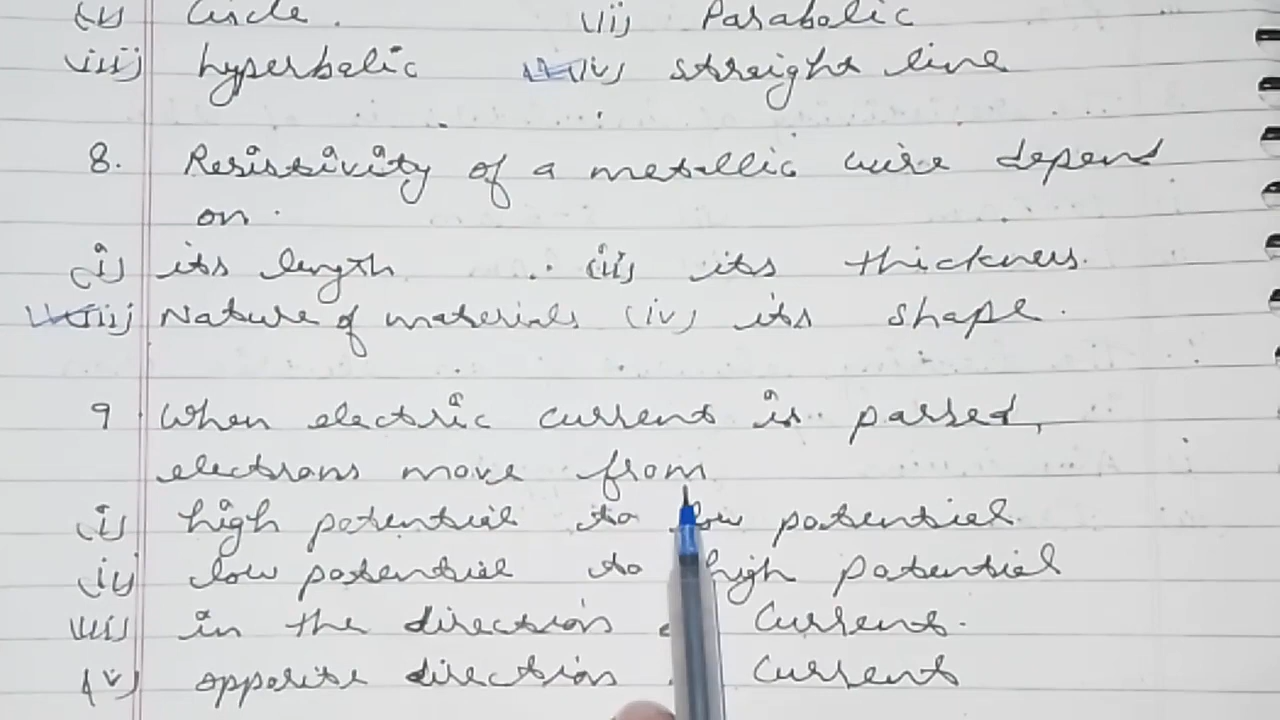 (i) Circle. (ii) Parabolic
(iii) hyperbolic (iv) streight line
8. Resistivity of a metallic wire depend
on.
(i) its length (ii) its thickness.
(iii) Nature of materials (iv) its shape.
9 When electric current is passed,
electrons move from
(i) high potential to low potential.
(ii) low potential to high potential
(iii) in the direction Current.
(iv) opposite direction Current